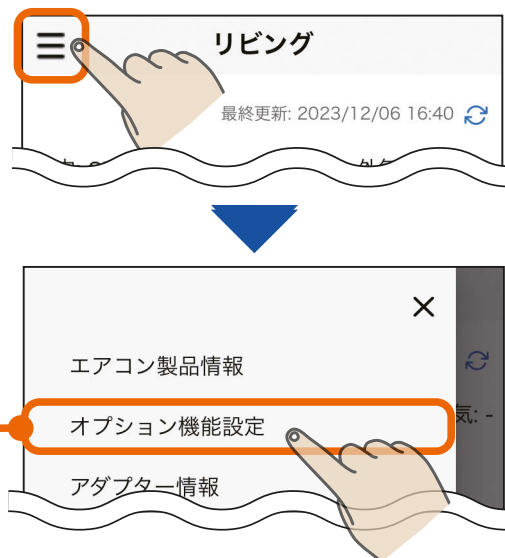 リビング
最終更新: 2023/12/06 16:40
エアコン製品情報
オプション機能設定
気: -
アダプター情報